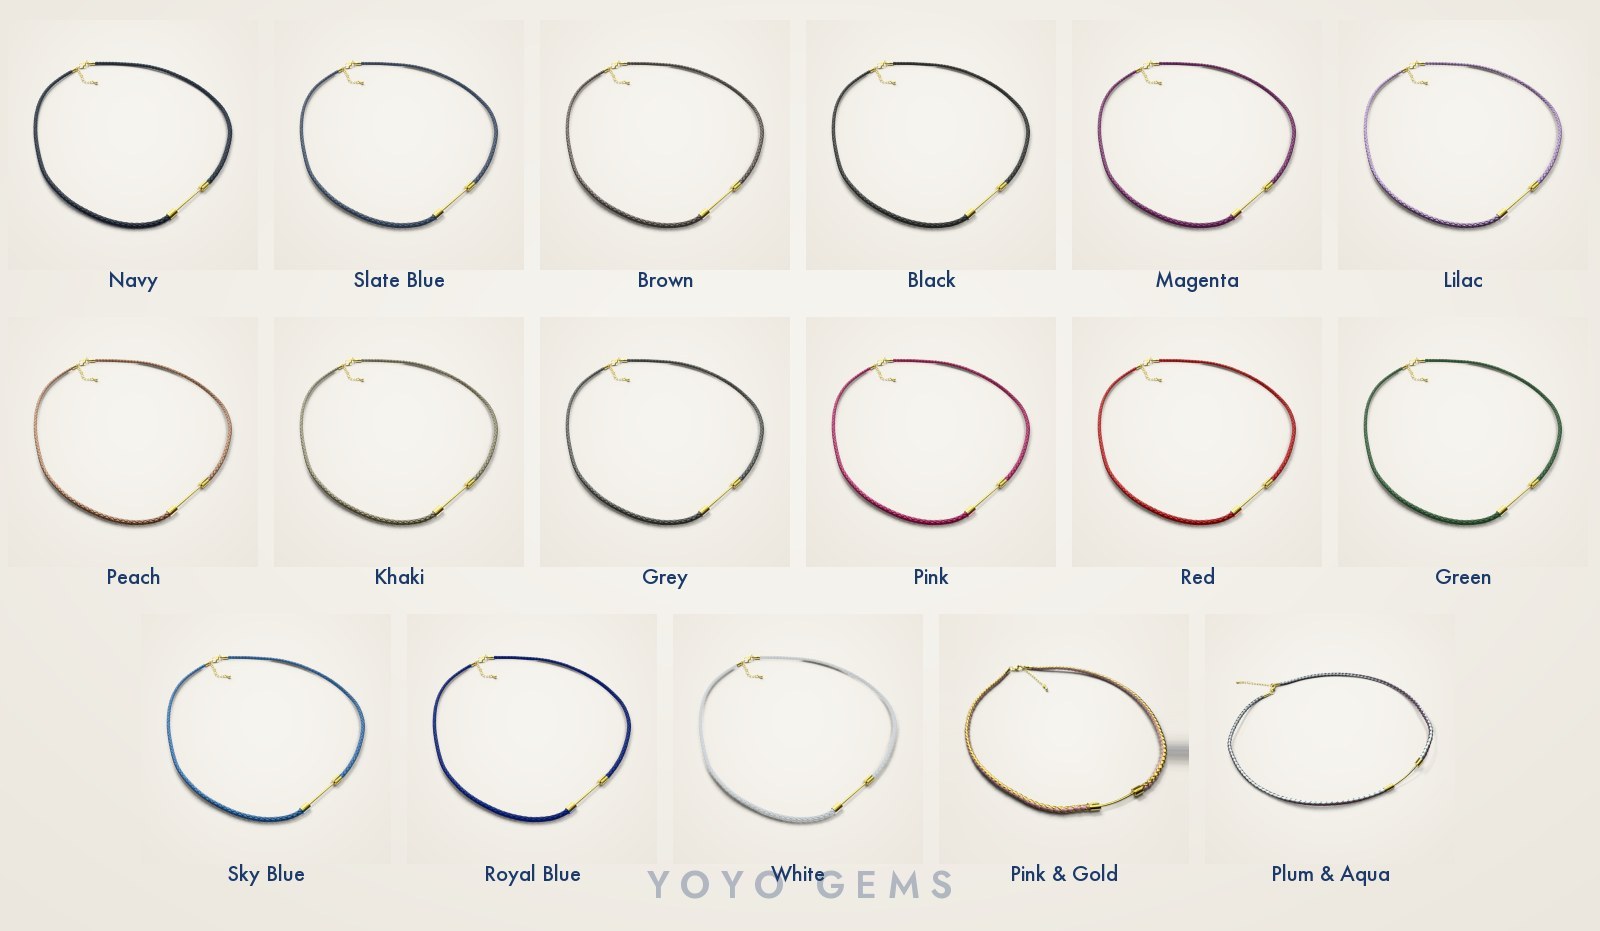 Navy
Slate Blue
Brown
Black
Magenta
Lilac
Peach
Khaki
Grey
Pink
Red
Green
Sky Blue
Royal Blue
White
Pink & Gold
Plum & Aqua
YOYO GEMS